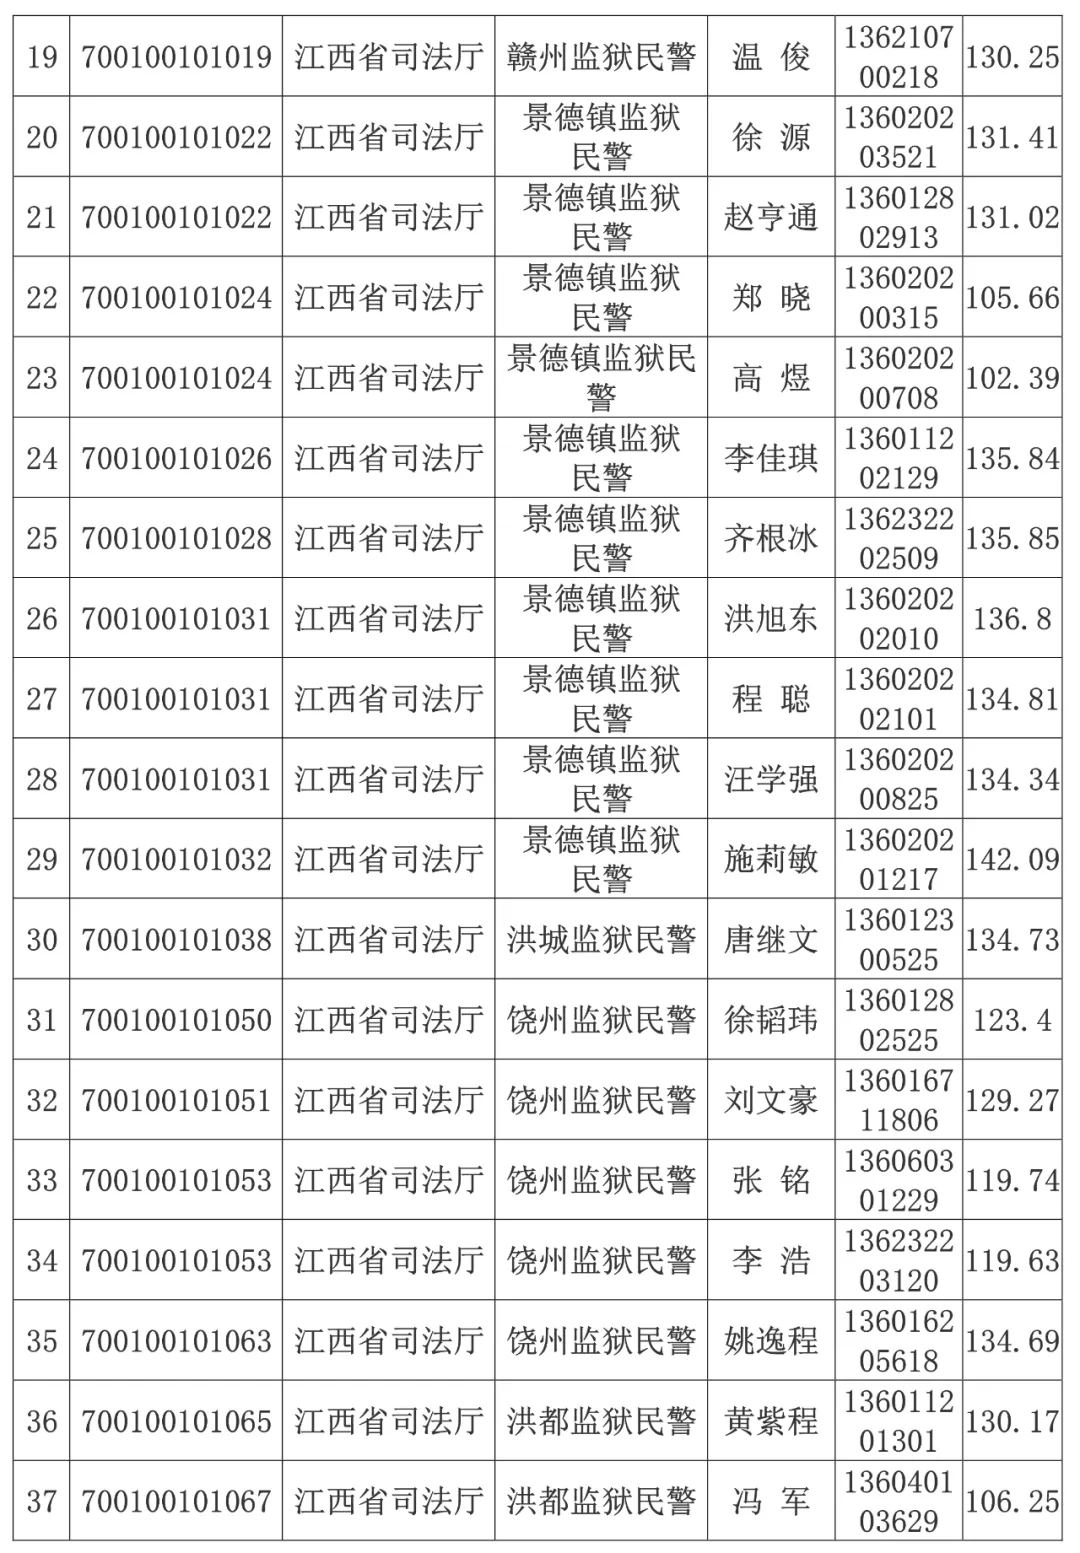 19 700100101019 江西省司法厅 赣州监狱民警 温 俊 1362107 130.25
00218
20 700100101022 江西省司法厅 景德镇监狱 徐 源 1360202 131.41
民警 03521
21 700100101022 江西省司法厅 景德镇监狱 赵亨通 1360128 131.02
民警 02913
22 700100101024 江西省司法厅 景德镇监狱 郑 晓 1360202 105.66
民警 00315
23 700100101024 江西省司法厅 景德镇监狱民 高 煜 1360202 102.39
警 00708
24 700100101026 江西省司法厅 景德镇监狱 李佳琪 1360112 135.84
民警 02129
25 700100101028 江西省司法厅 景德镇监狱 齐根冰 1362322 135.85
民警 02509
26 700100101031 江西省司法厅 景德镇监狱 洪旭东 1360202 136.8
民警 02010
27 700100101031 江西省司法厅 景德镇监狱 程 聪 1360202 134.81
民警 02101
28 700100101031 江西省司法厅 景德镇监狱 汪学强 1360202 134.34
民警 00825
29 700100101032 江西省司法厅 景德镇监狱 施莉敏 1360202 142.09
民警 01217
30 700100101038 江西省司法厅 洪城监狱民警 唐继文 1360123 134.73
00525
31 700100101050 江西省司法厅 饶州监狱民警 徐韬玮 1360128 123.4
02525
32 700100101051 江西省司法厅 饶州监狱民警 刘文豪 1360167 129.27
11806
33 700100101053 江西省司法厅 饶州监狱民警 张 铭 1360603 119.74
01229
34 700100101053 江西省司法厅 饶州监狱民警 李 浩 1362322 119.63
03120
35 700100101063 江西省司法厅 饶州监狱民警 姚逸程 1360162 134.69
05618
36 700100101065 江西省司法厅 洪都监狱民警 黄紫程 1360112 130.17
01301
37 700100101067 江西省司法厅 洪都监狱民警 冯 军 1360401 106.25
03629